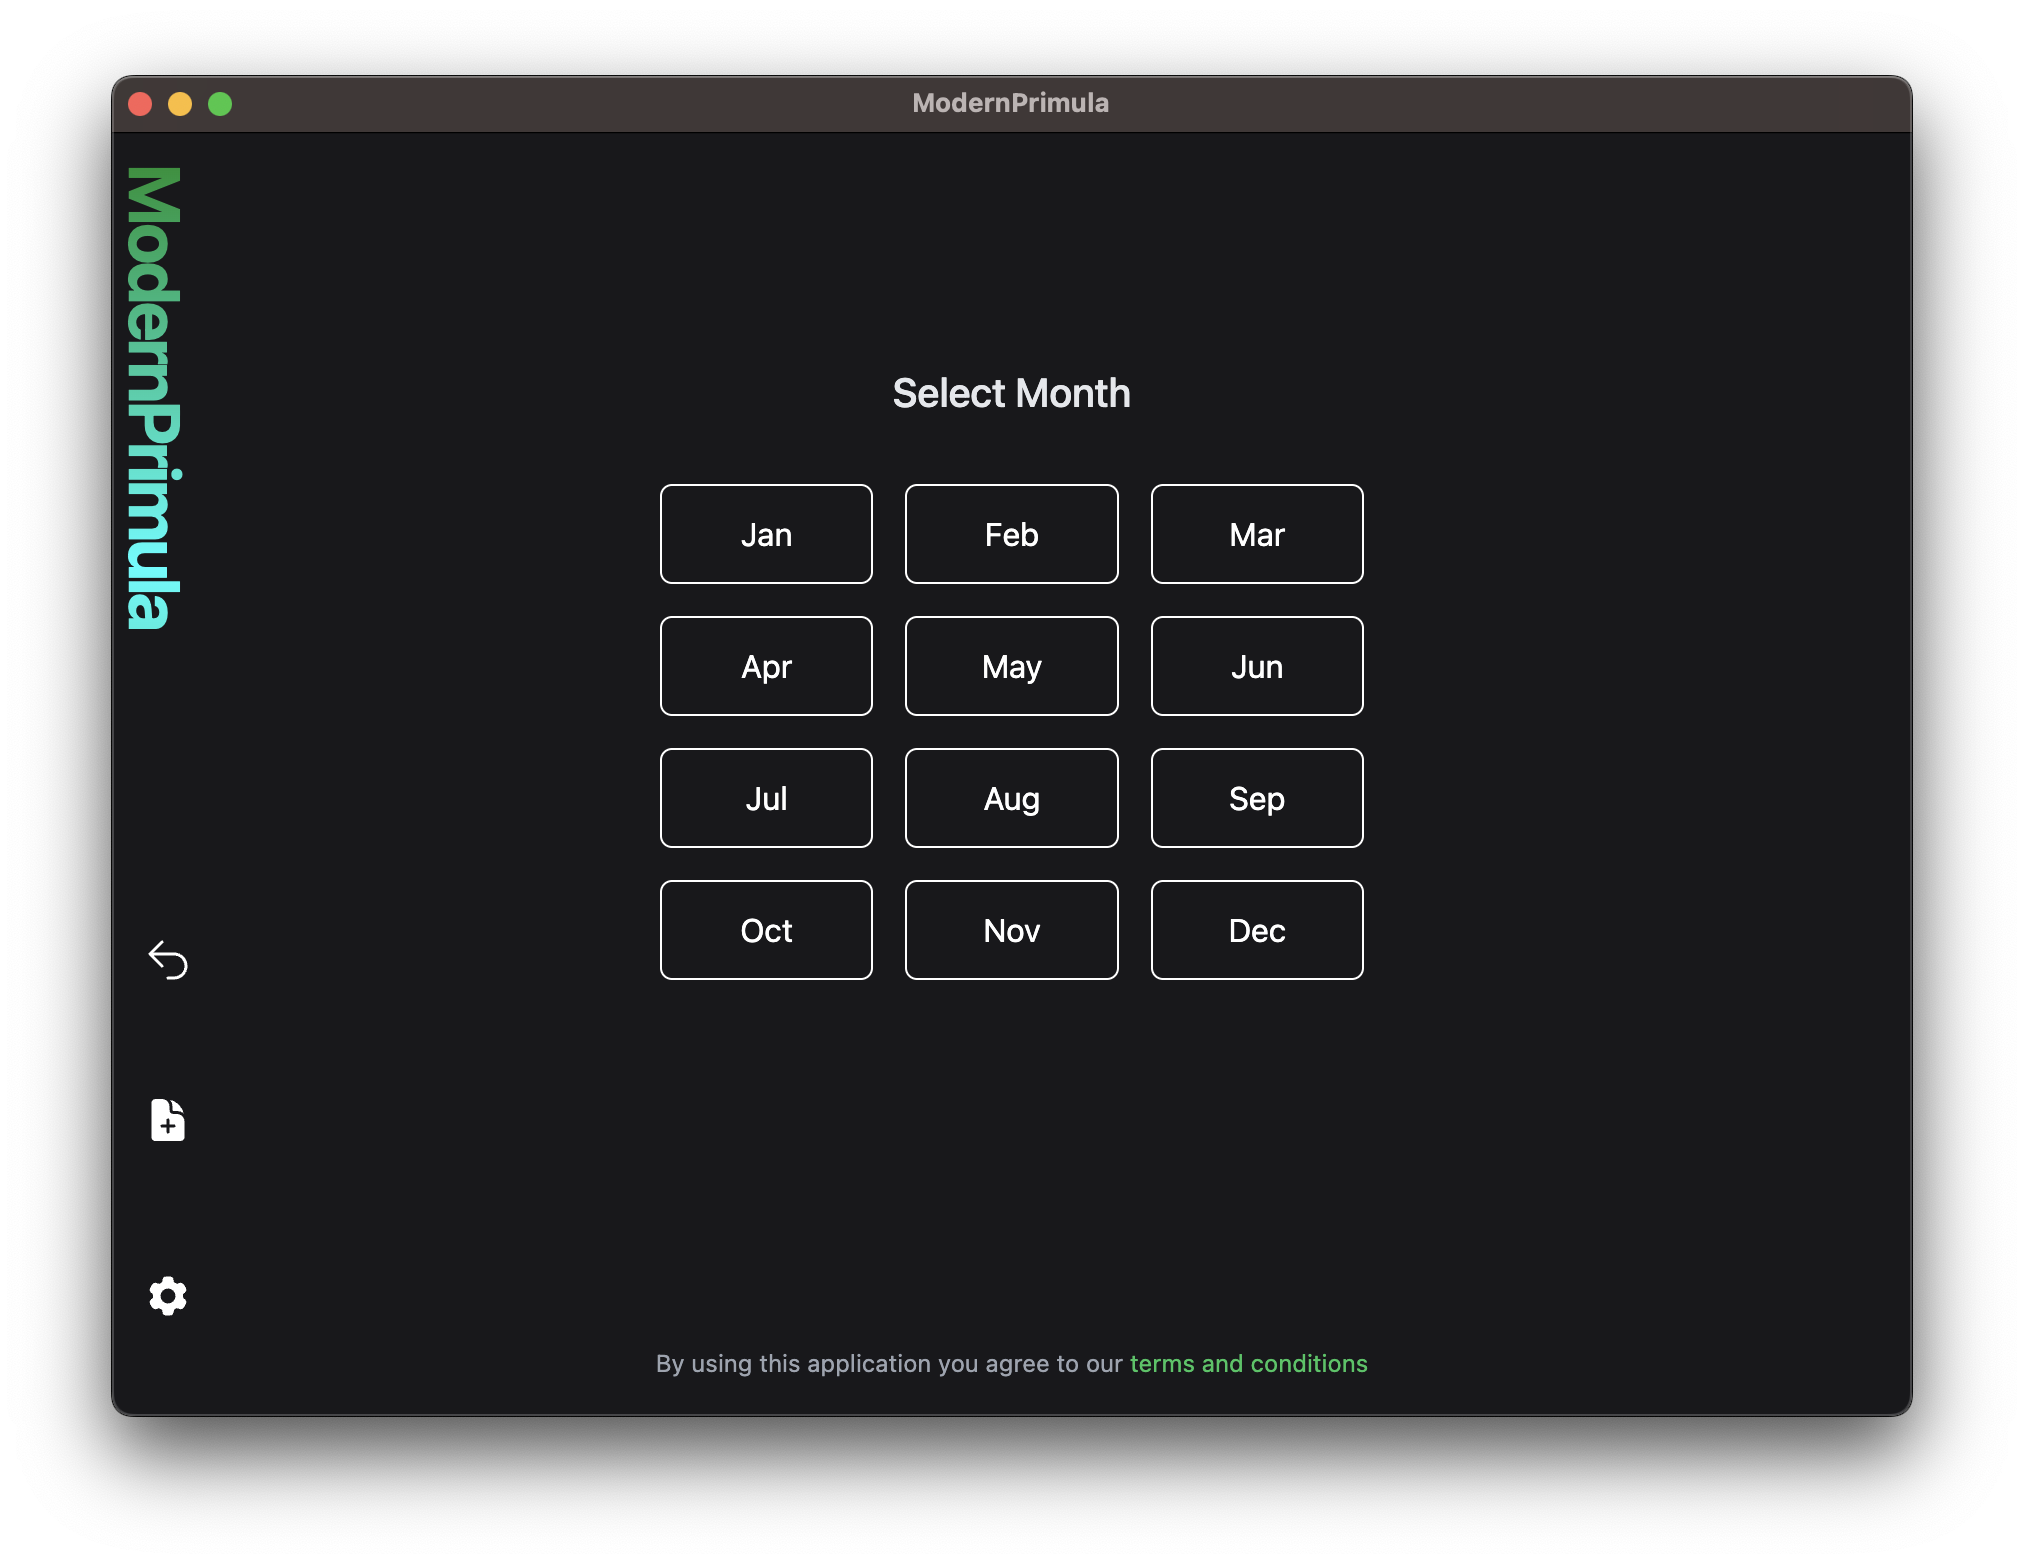 ModernPrimula
ModernPrimula
Select Month
Jan Feb Mar
Apr May Jun
Jul Aug Sep
Oct Nov Dec
By using this application you agree to our terms and conditions